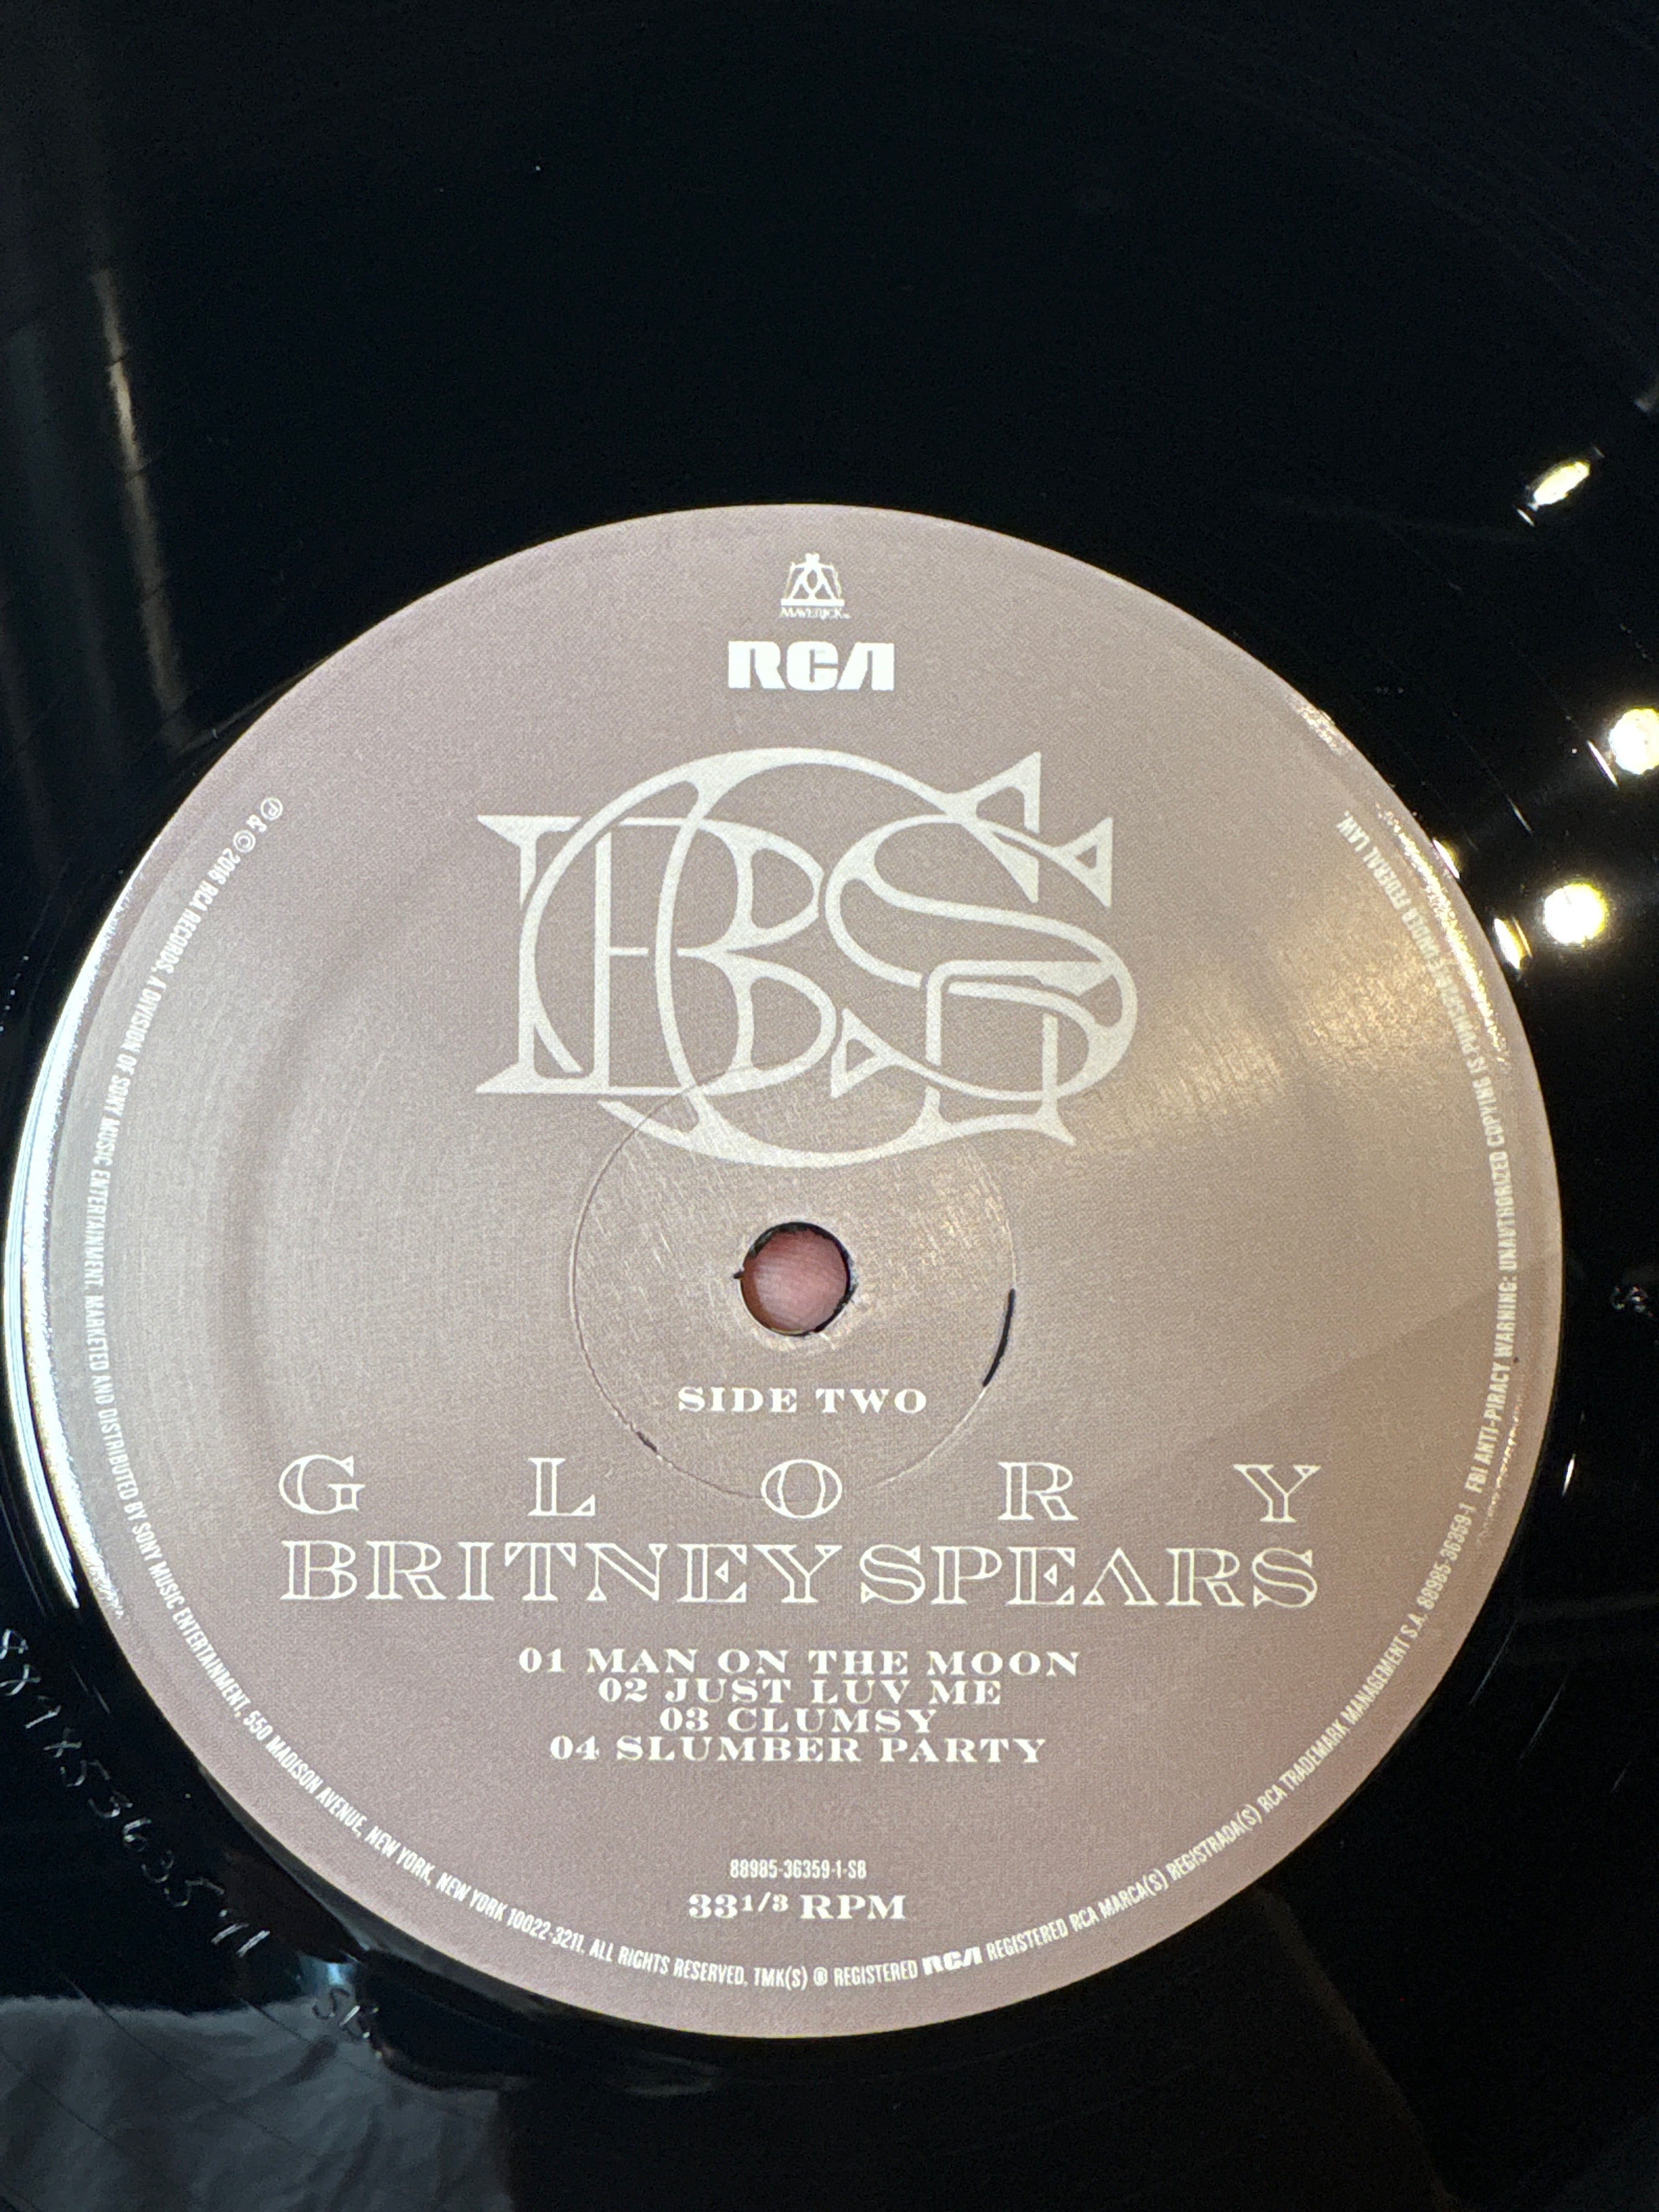 MAVERICK
RCA
BGS
SIDE TWO
GLORY
BRITNEY SPEARS
01 MAN ON THE MOON
02 JUST LUV ME
03 CLUMSY
04 SLUMBER PARTY
88985-36359-1-SB
33 1/3 RPM
℗ & © 2016 RCA RECORDS, A DIVISION OF SONY MUSIC ENTERTAINMENT. MARKETED AND DISTRIBUTED BY SONY MUSIC ENTERTAINMENT, 550 MADISON AVENUE, NEW YORK, NEW YORK 10022-3211. ALL RIGHTS RESERVED. TMK(S) ® REGISTERED RCA REGISTERED RCA MARCA(S) REGISTRADA(S) RCA TRADEMARK MANAGEMENT S.A. 88985-36359-1 FBI ANTI-PIRACY WARNING: UNAUTHORIZED COPYING IS PUNISHABLE UNDER FEDERAL LAW.